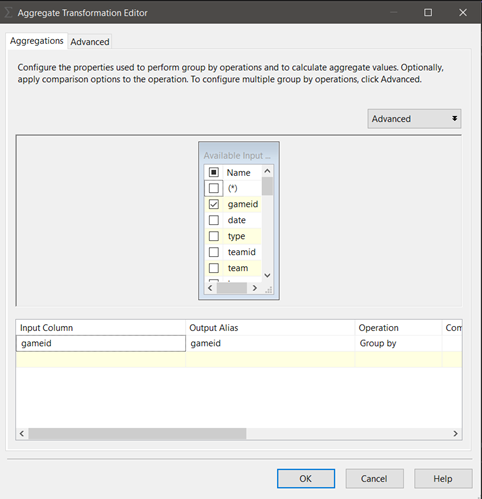 Aggregate Transformation Editor
Aggregations Advanced
Configure the properties used to perform group by operations and to calculate aggregate values. Optionally,
apply comparison options to the operation. To configure multiple group by operations, click Advanced.
Advanced
Available Input ...
Name
(*)
gameid
date
type
teamid
team
Input Column Output Alias Operation Com
gameid gameid Group by
OK Cancel Help